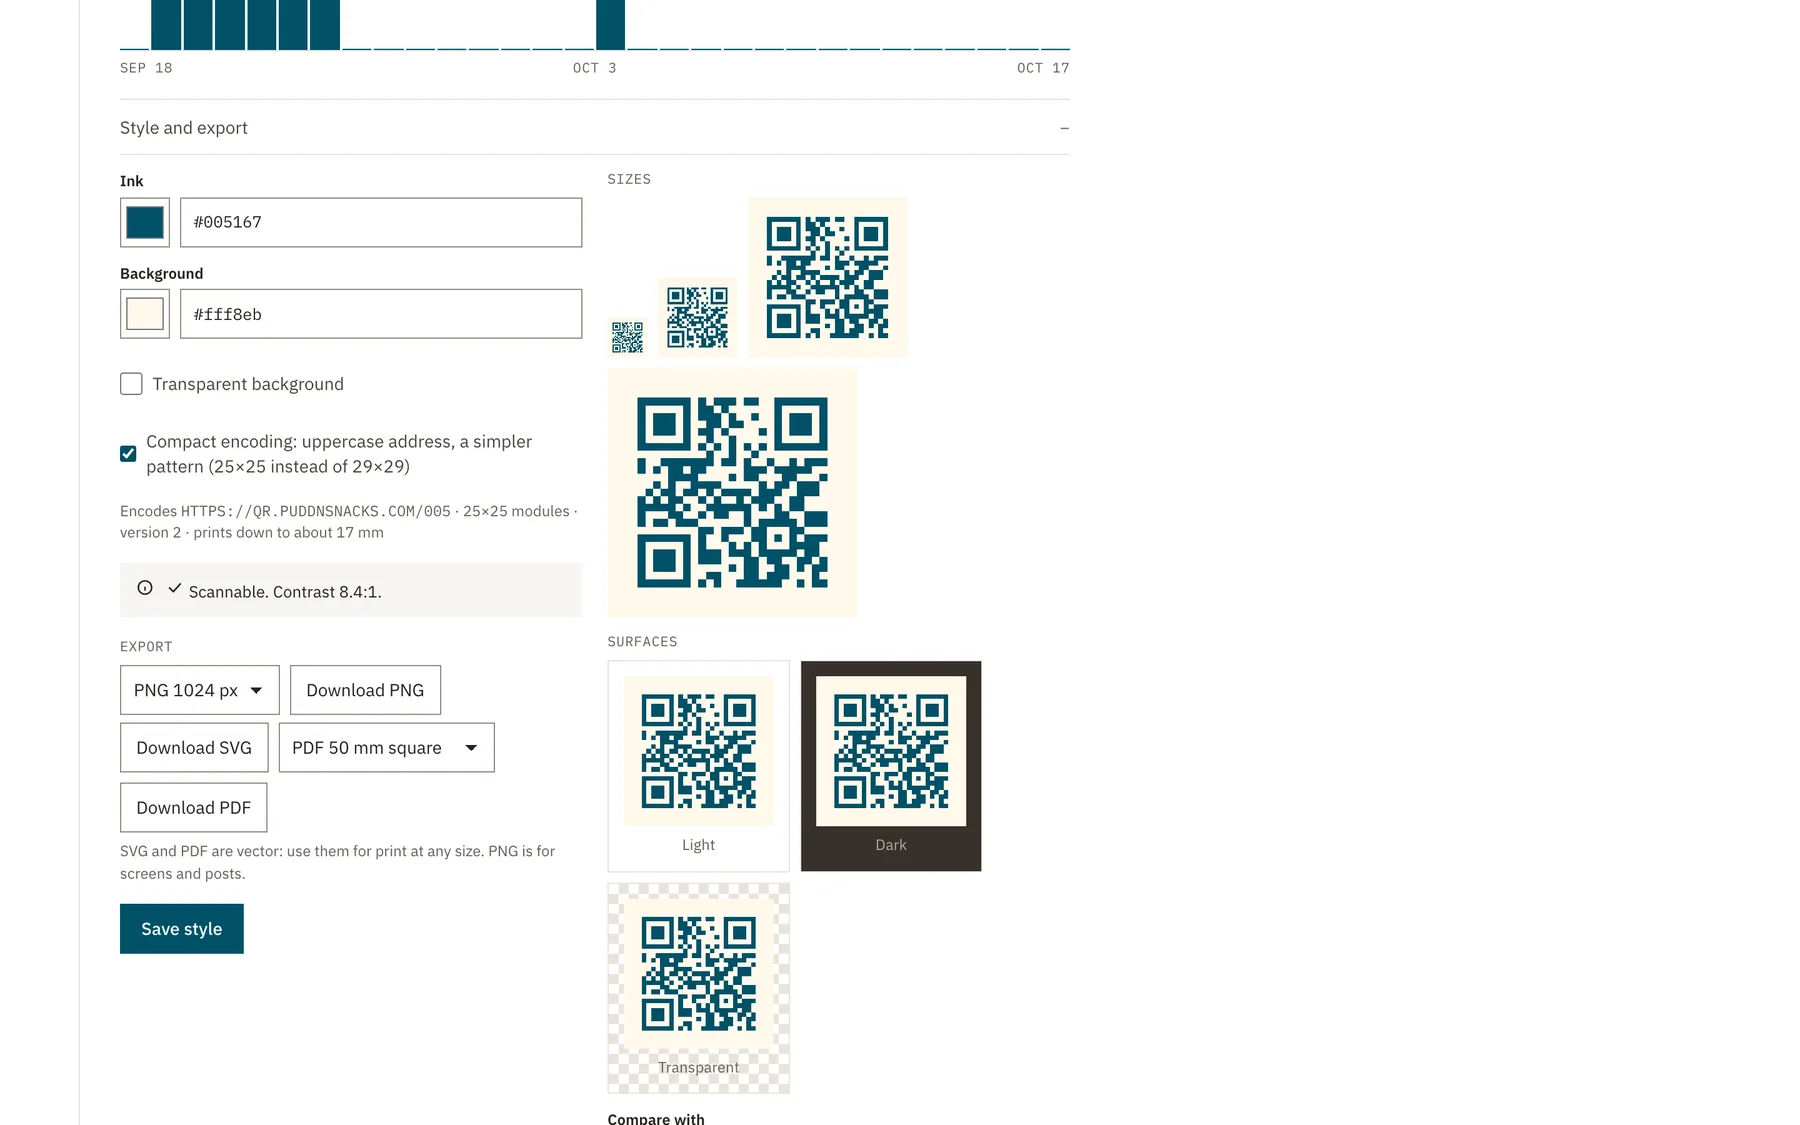 SEP 18
OCT 3
OCT 17
Style and export
–
Ink
#005167
Background
#fff8eb
Transparent background
Compact encoding: uppercase address, a simpler
pattern (25×25 instead of 29×29)
Encodes HTTPS://QR.PUDDNSNACKS.COM/005 · 25×25 modules ·
version 2 · prints down to about 17 mm
Scannable. Contrast 8.4:1.
EXPORT
PNG 1024 px
Download PNG
Download SVG
PDF 50 mm square
Download PDF
SVG and PDF are vector: use them for print at any size. PNG is for
screens and posts.
Save style
SIZES
SURFACES
Light
Dark
Transparent
Compare with